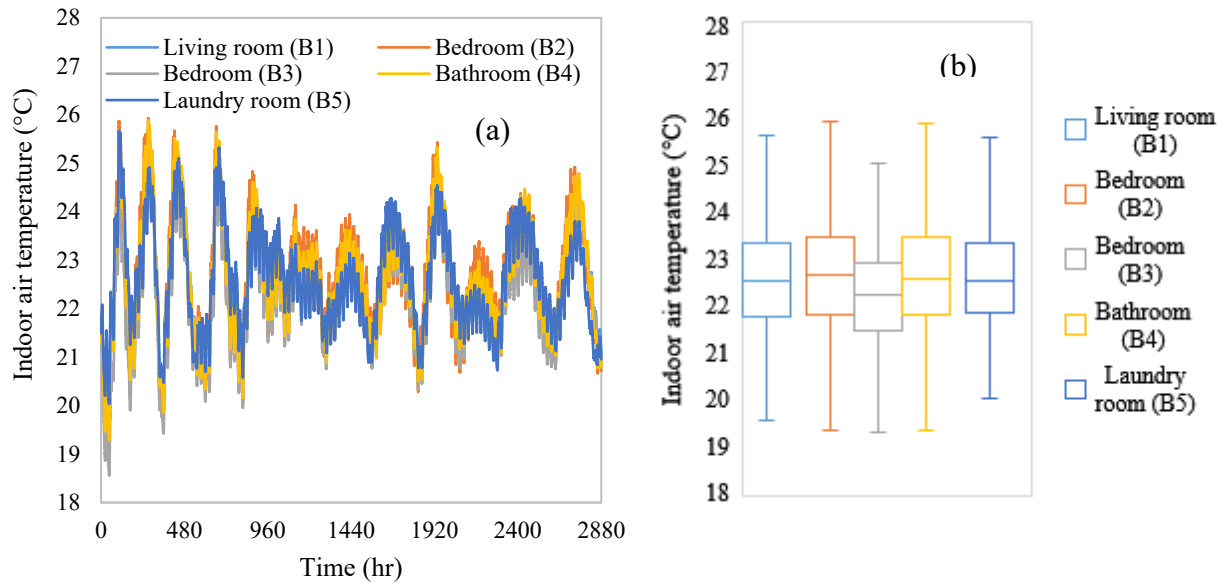 28
27
26
25
24
23
22
21
20
19
18
Indoor air temperature (°C)
Living room (B1)
Bedroom (B2)
Bedroom (B3)
Bathroom (B4)
Laundry room (B5)
(a)
0
480
960
1440
1920
2400
2880
Time (hr)
28
27
26
25
24
23
22
21
20
19
18
Indoor air temperature (°C)
(b)
Living room
(B1)
Bedroom
(B2)
Bedroom
(B3)
Bathroom
(B4)
Laundry
room (B5)